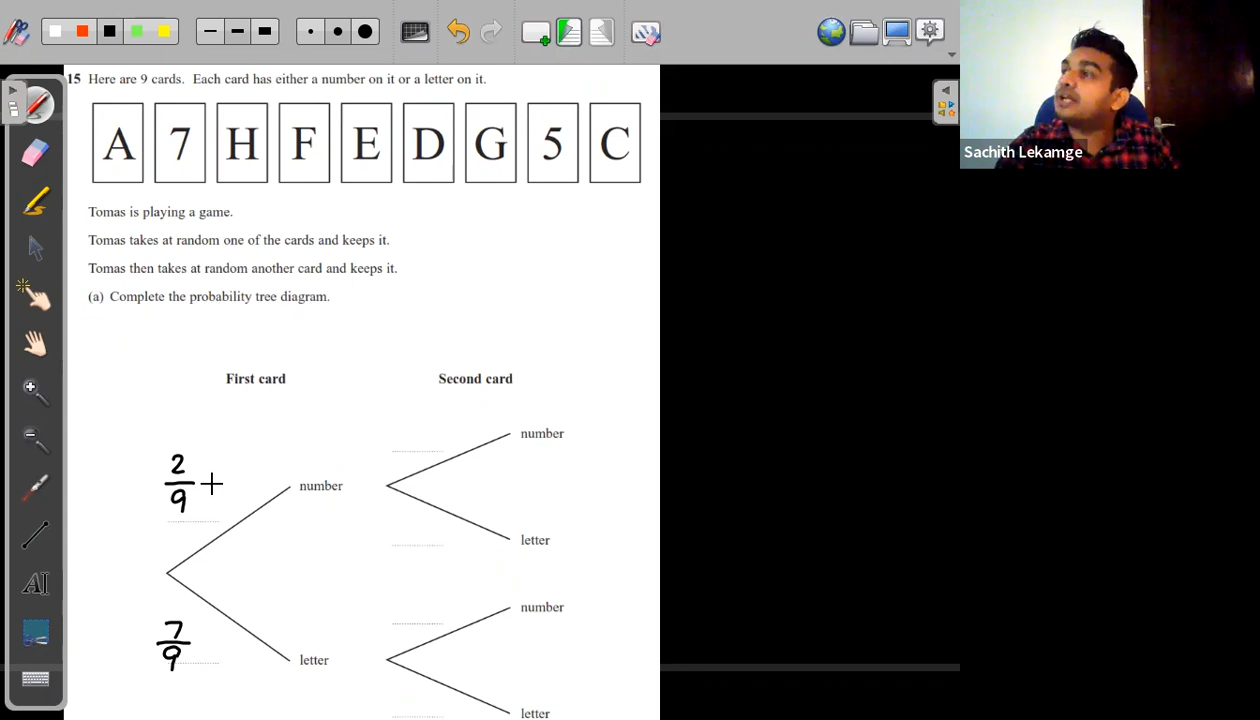 15 Here are 9 cards. Each card has either a number on it or a letter on it.
A 7 H F E D G 5 C
Sachith Lekamge
Tomas is playing a game.
Tomas takes at random one of the cards and keeps it.
Tomas then takes at random another card and keeps it.
(a) Complete the probability tree diagram.
First card Second card
number
2/9
number
letter
number
7/9
letter
letter